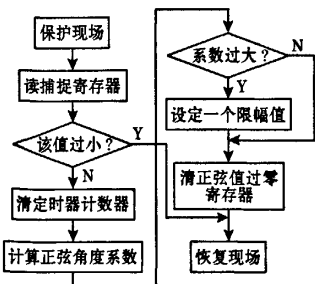 保护现场
读捕捉寄存器
该值过小?
Y
N
清定时器计数器
计算正弦角度系数
系数过大?
N
Y
设定一个限幅值
清正弦值过零
寄存器
恢复现场